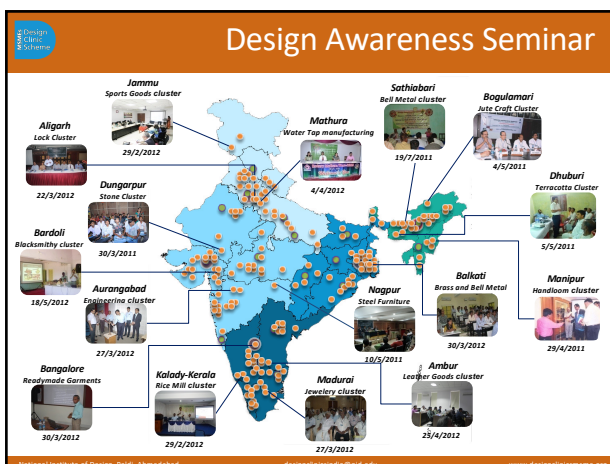 MSMEs
Design
Clinic
Scheme
Design Awareness Seminar
Jammu
Sports Goods cluster
29/2/2012
Aligarh
Lock Cluster
22/3/2012
Mathura
Water Tap manufacturing
4/4/2012
Sathiabari
Bell Metal cluster
19/7/2011
Bogulamari
Jute Craft Cluster
4/5/2011
Dungarpur
Stone Cluster
30/3/2011
Dhuburi
Terracotta Cluster
5/5/2011
Bardoli
Blacksmithy cluster
18/5/2012
Aurangabad
Engineering cluster
27/3/2012
Nagpur
Steel Furniture
10/5/2011
Balkati
Brass and Bell Metal
30/3/2012
Manipur
Handloom cluster
29/4/2011
Bangalore
Readymade Garments
30/3/2012
Kalady-Kerala
Rice Mill cluster
29/2/2012
Madurai
Jewelery cluster
27/3/2012
Ambur
Leather Goods cluster
25/4/2012